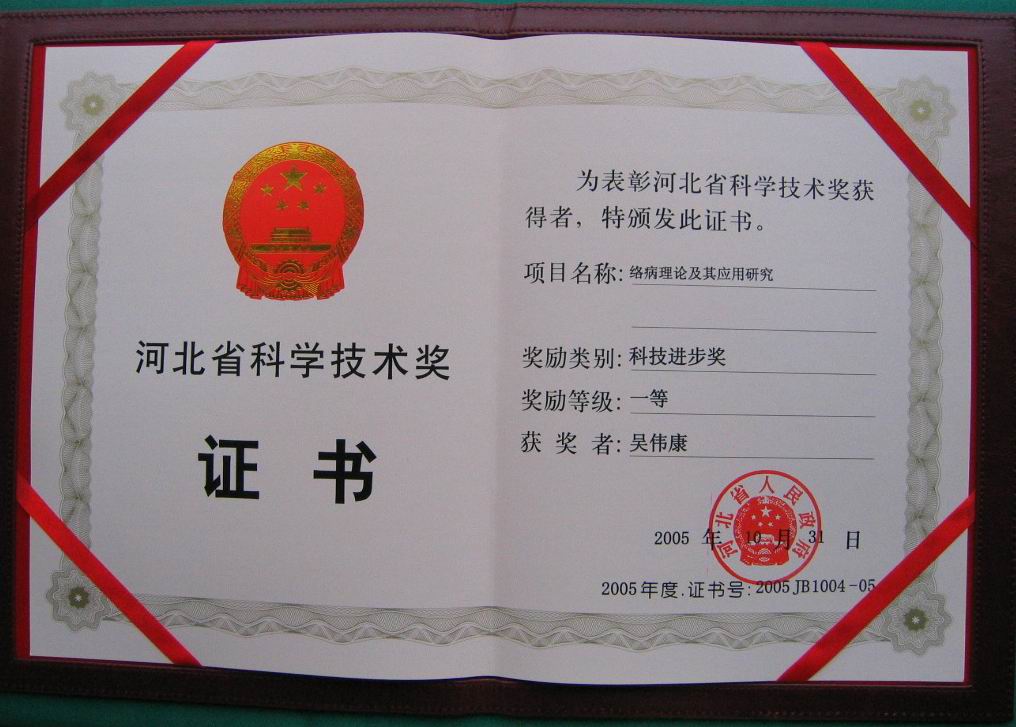 河北省科学技术奖
证书
为表彰河北省科学技术奖获
得者，特颁发此证书。
项目名称:络病理论及其应用研究
奖励类别:科技进步奖
奖励等级:一等
获奖者:吴伟康
河北省人民政府
2005 年 10 月 31 日
2005年度.证书号:2005JB1004-05